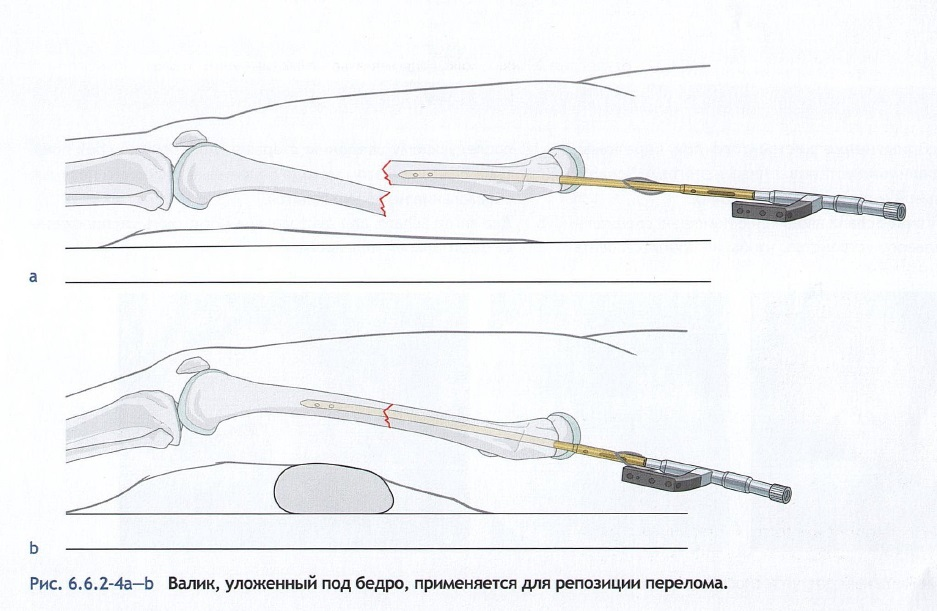 a
b
Рис. 6.6.2-4a—b Валик, уложенный под бедро, применяется для репозиции перелома.